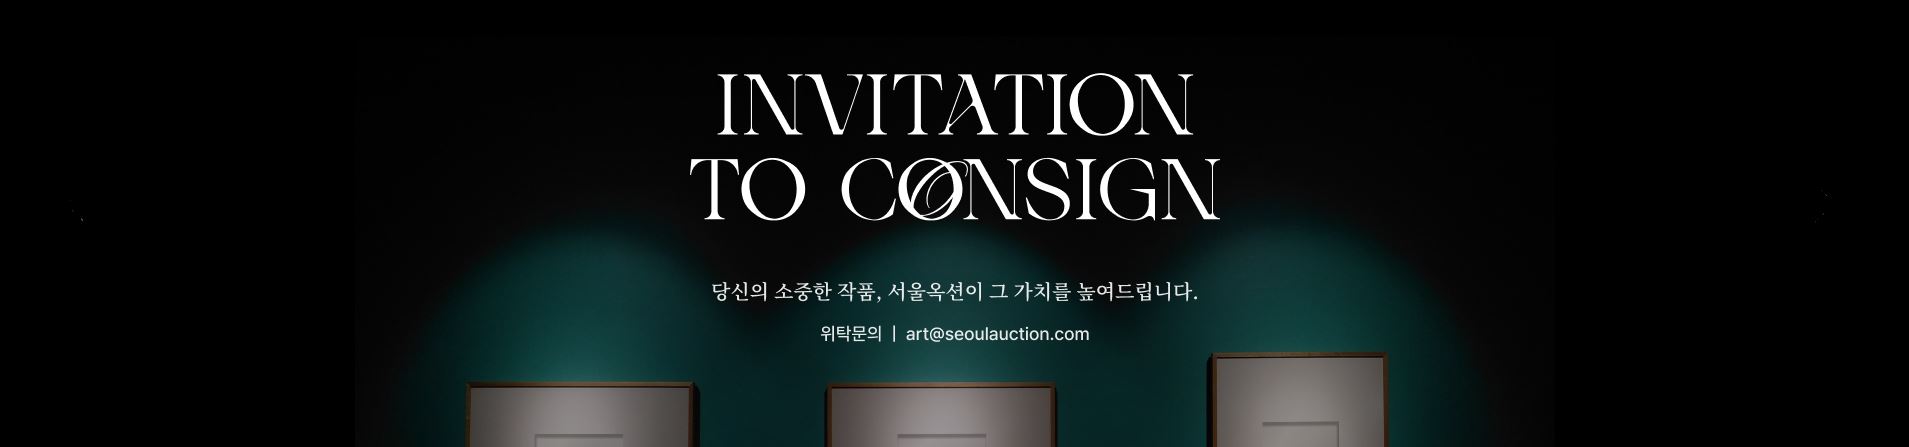 INVITATION
TO CONSIGN
당신의 소중한 작품, 서울옥션이 그 가치를 높여드립니다.
위탁문의 | art@seoulauction.com